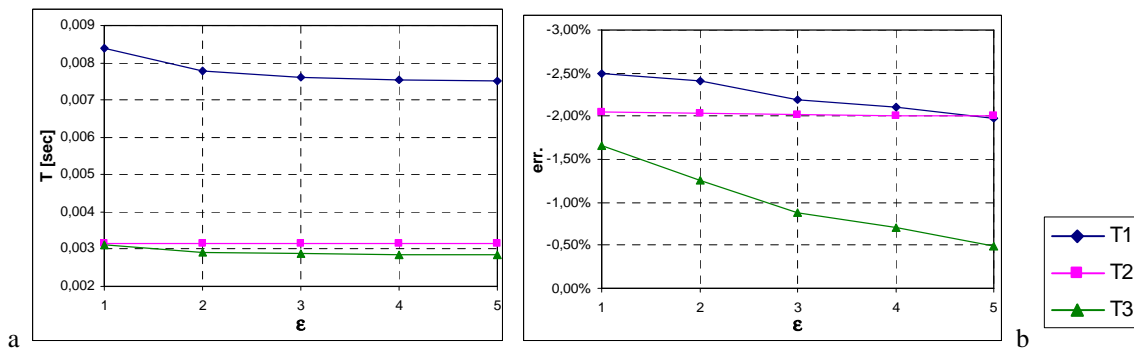 0,009
0,008
0,007
0,006
0,005
0,004
0,003
0,002
T [sec]
1 2 3 4 5
ε
a
-3,00%
-2,50%
-2,00%
-1,50%
-1,00%
-0,50%
0,00%
err.
1 2 3 4 5
ε
b
T1
T2
T3